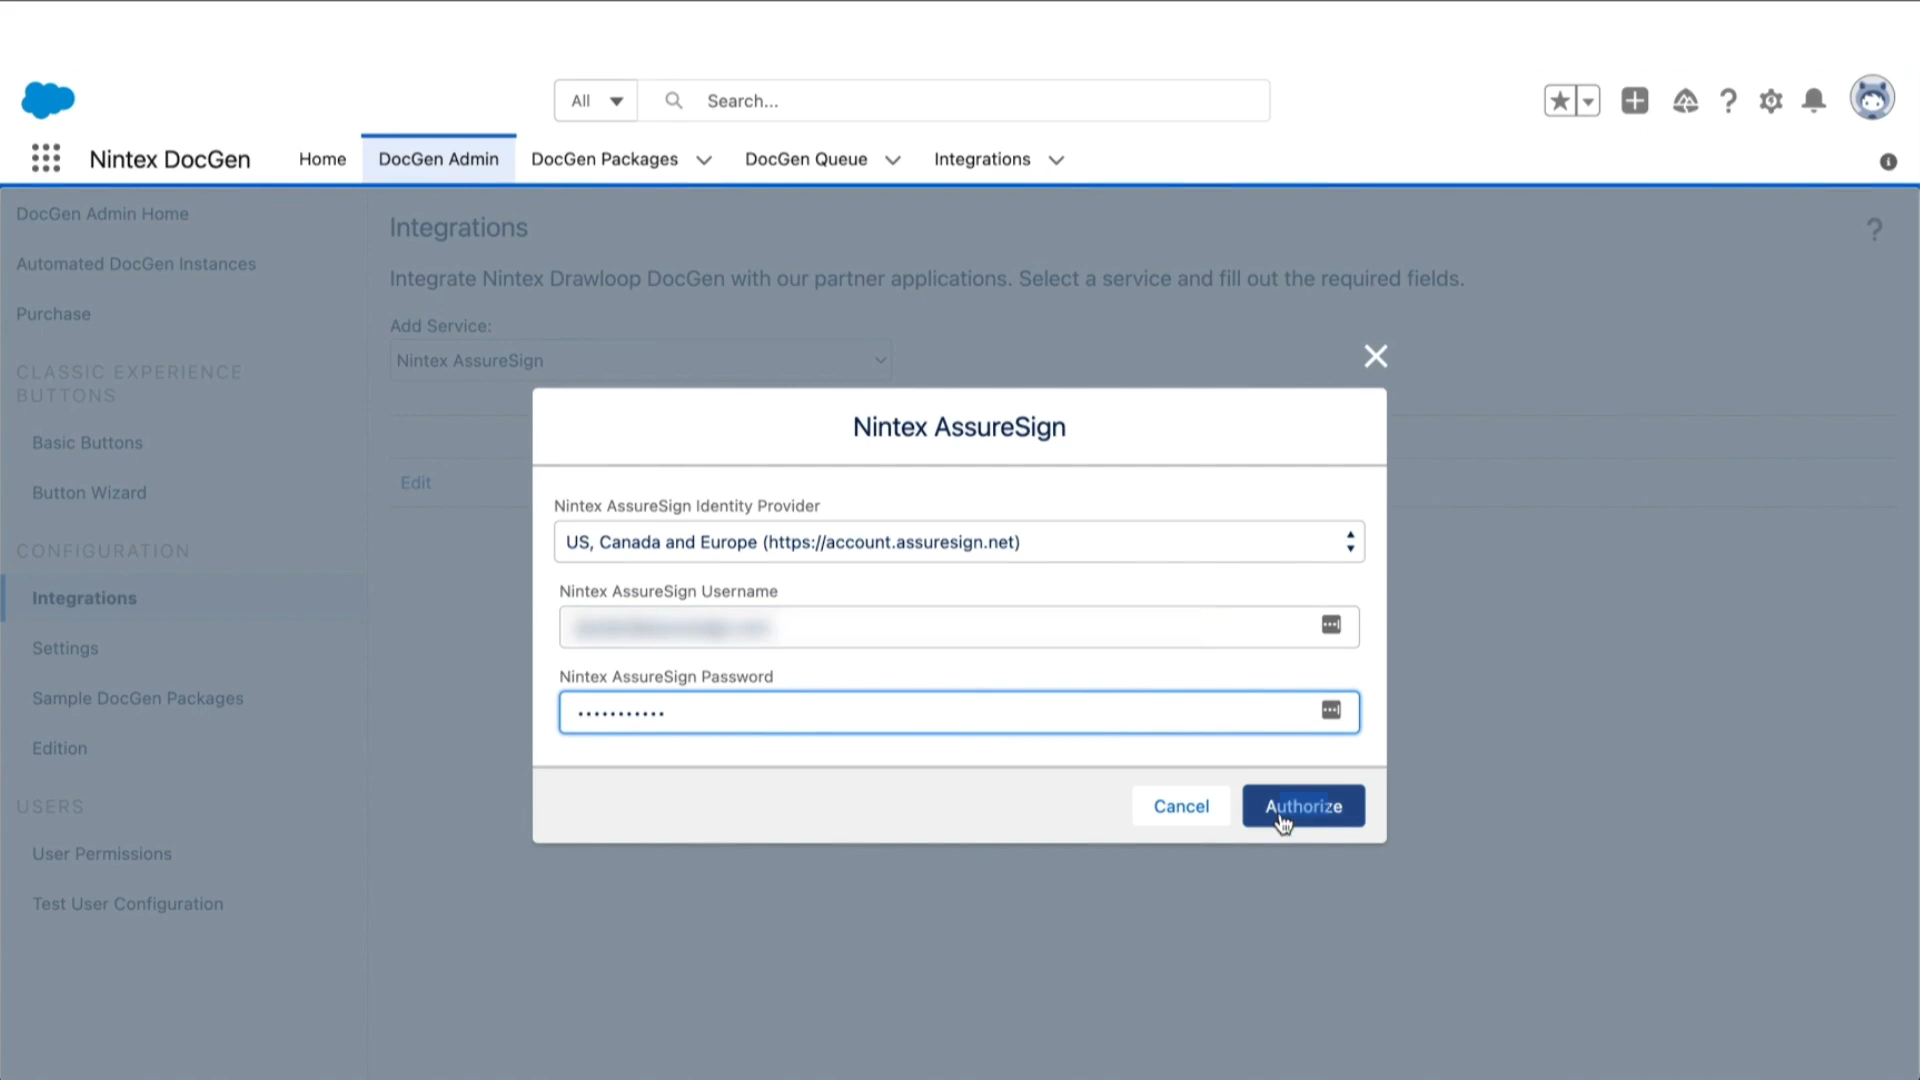 All
Search...
Nintex DocGen
Home
DocGen Admin
DocGen Packages
DocGen Queue
Integrations
DocGen Admin Home
Automated DocGen Instances
Purchase
CLASSIC EXPERIENCE
BUTTONS
Basic Buttons
Button Wizard
CONFIGURATION
Integrations
Settings
Sample DocGen Packages
Edition
USERS
User Permissions
Test User Configuration
Integrations
?
Integrate Nintex Drawloop DocGen with our partner applications. Select a service and fill out the required fields.
Add Service:
Nintex AssureSign
Edit
Nintex AssureSign
Nintex AssureSign Identity Provider
US, Canada and Europe (https://account.assuresign.net)
Nintex AssureSign Username
Nintex AssureSign Password
Cancel
Authorize